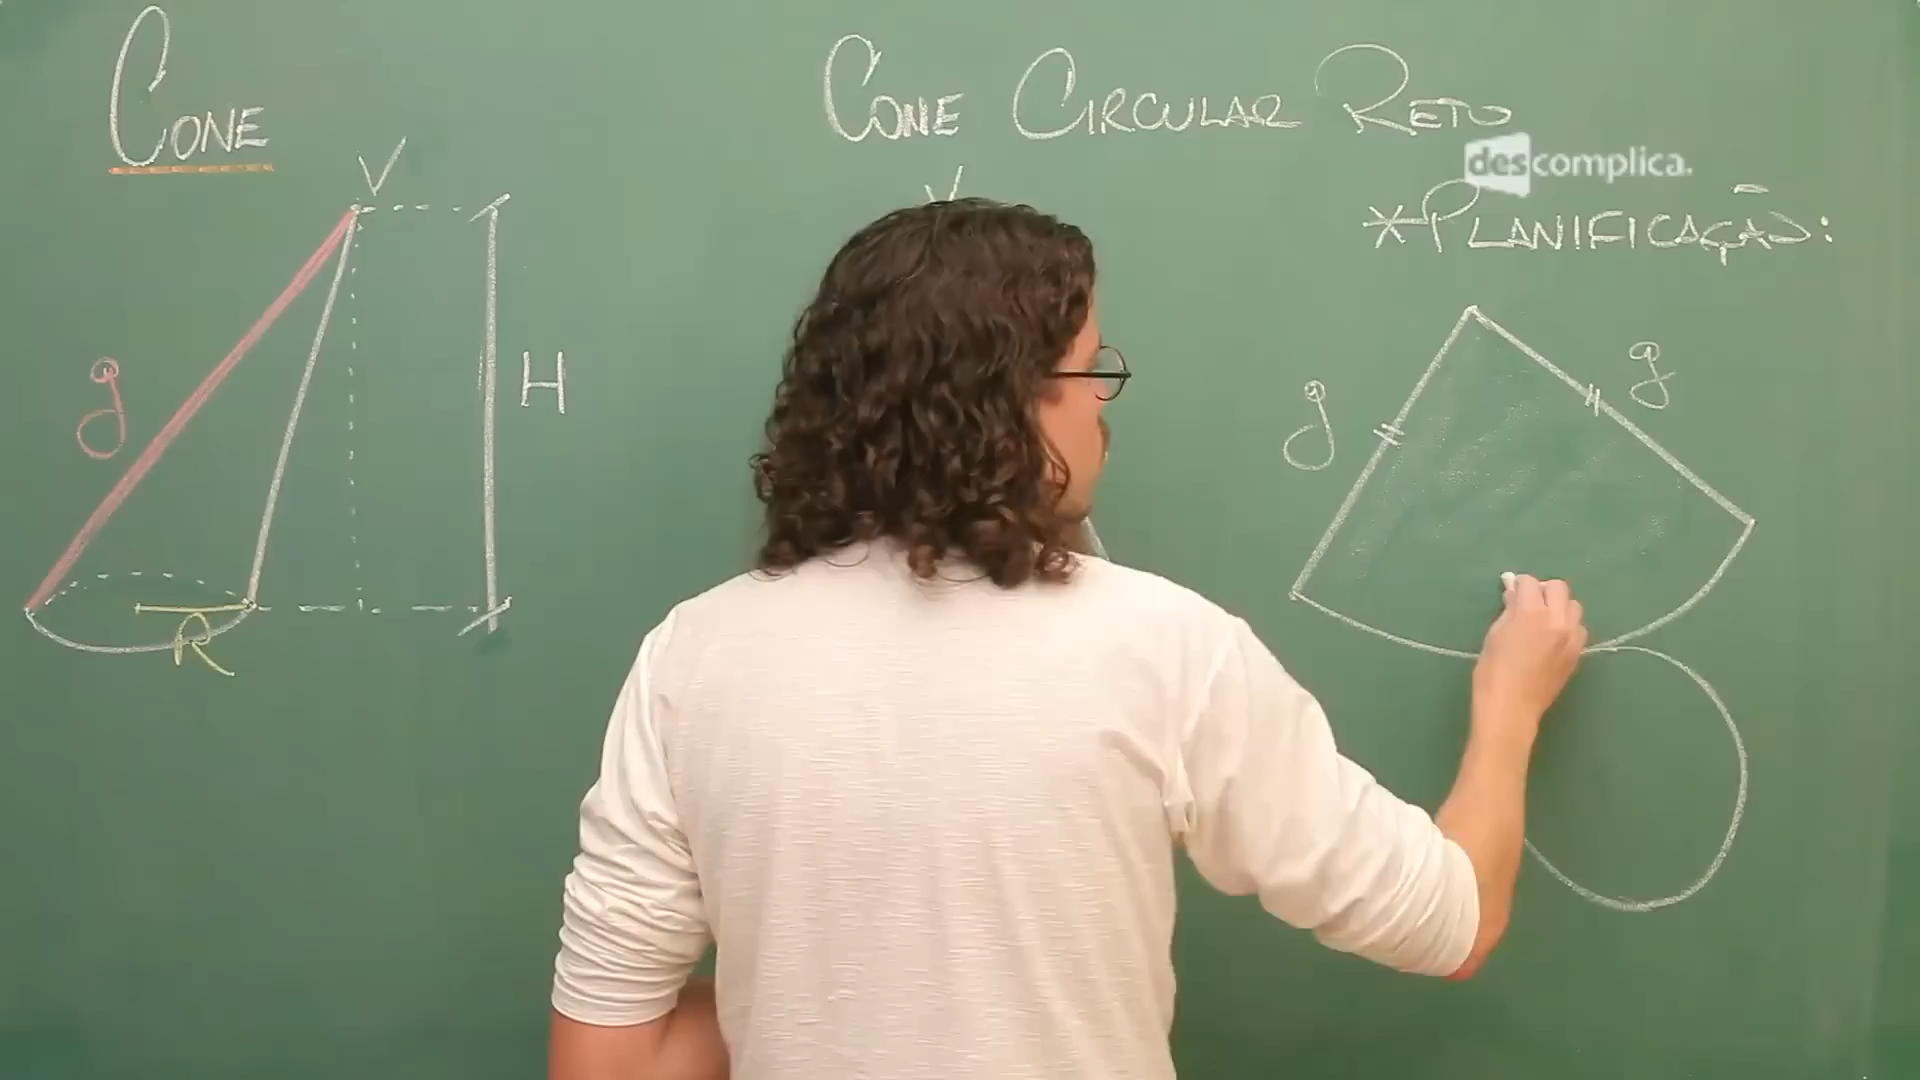 CONE
V
g
H
R
CONE CIRCULAR RETO
descomplica.
V
*PLANIFICAÇÃO:
g
g